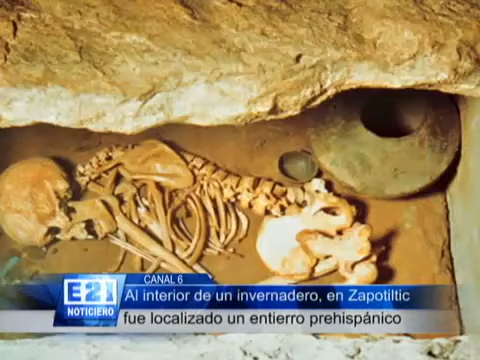 CANAL 6
E21
NOTICIERO
Al interior de un invernadero, en Zapotiltic
fue localizado un entierro prehispánico